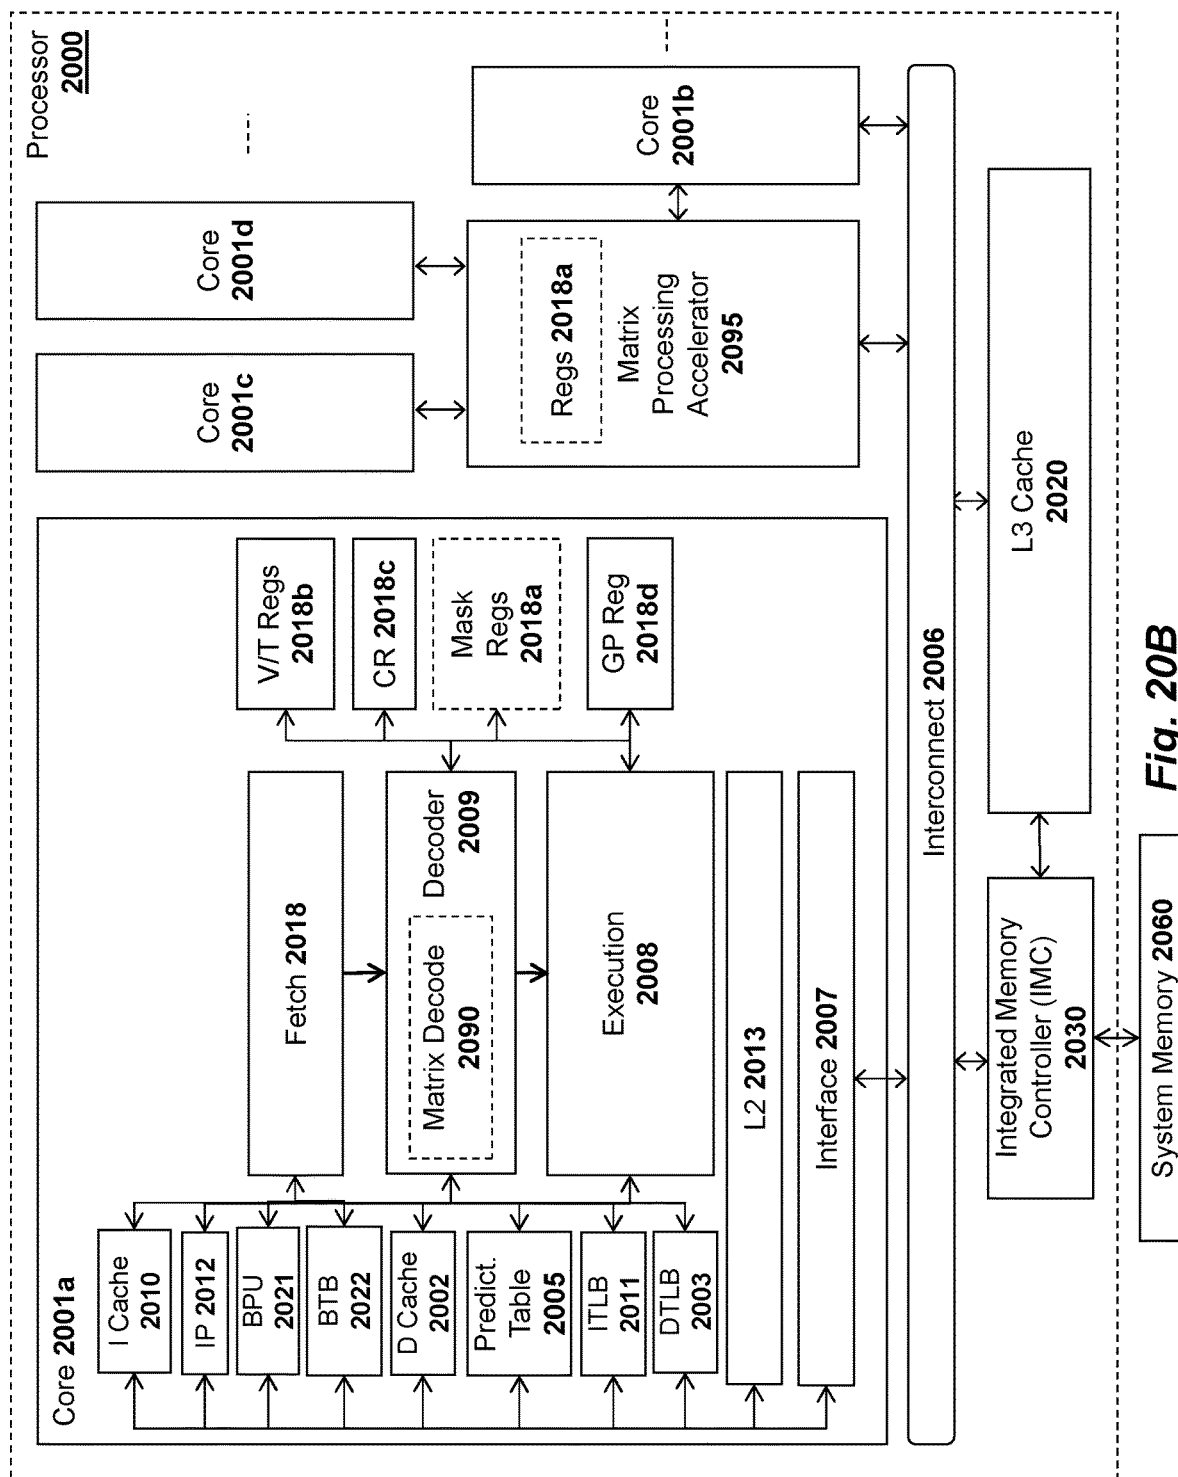 Processor
2000
Core 2001a
I Cache
2010
IP 2012
BPU
2021
BTB
2022
D Cache
2002
Predict.
Table
2005
ITLB
2011
DTLB
2003
Fetch 2018
Decoder
2009
Matrix Decode
2090
Execution
2008
V/T Regs
2018b
CR 2018c
Mask
Regs
2018a
GP Reg
2018d
L2 2013
Interface 2007
Core
2001c
Core
2001d
Regs 2018a
Matrix
Processing
Accelerator
2095
Core
2001b
Interconnect 2006
Integrated Memory
Controller (IMC)
2030
L3 Cache
2020
System Memory 2060
Fig. 20B